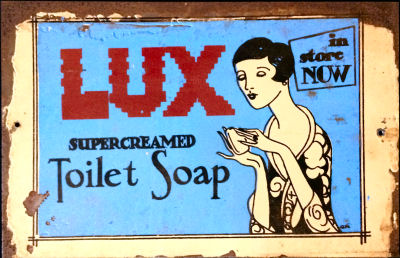 LUX
in
store
NOW
SUPERCREAMED
Toilet Soap